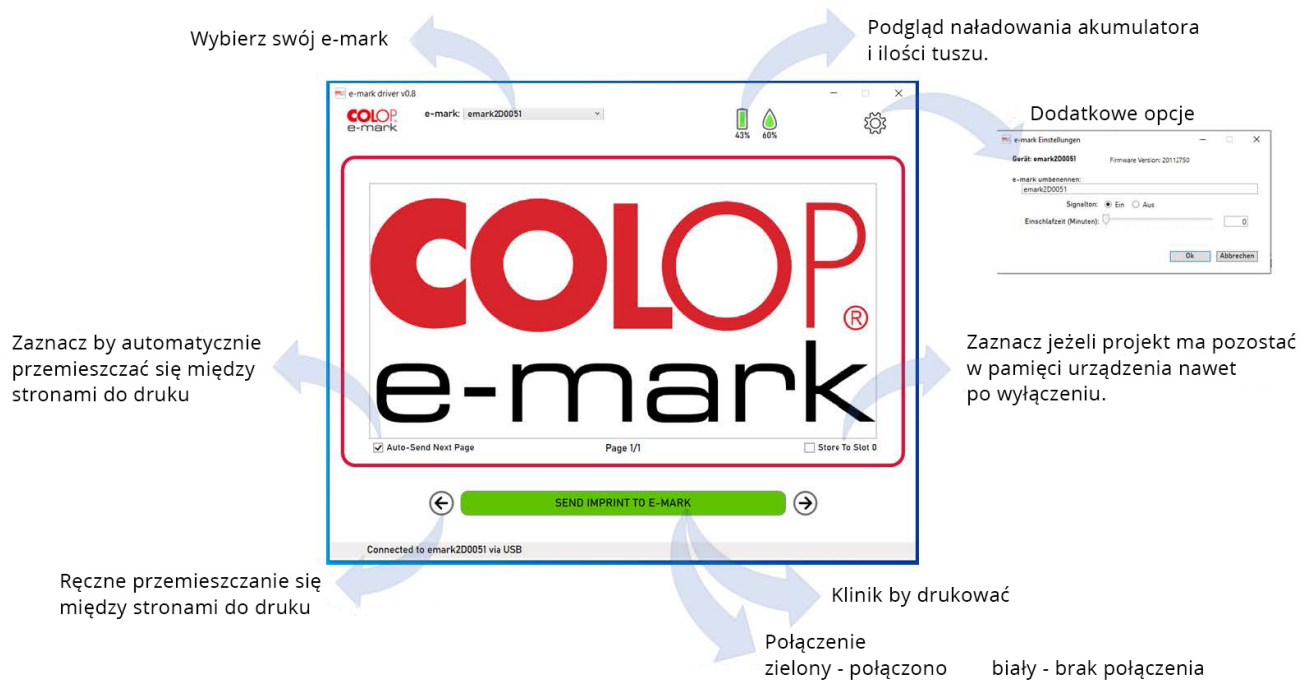 Wybierz swój e-mark
Podgląd naładowania akumulatora
i ilości tuszu.
e-mark driver v0.8
COLOP
e-mark
e-mark: emark2D0051
43% 60%
Dodatkowe opcje
e-mark Einstellungen
Gerät: emark2D0051
e-mark umbenennen:
emark2D0051
Signalton: Ein Aus
Einschlafzeit (Minuten): 0
Ok Abbrechen
COLOP®
e-mark
Zaznacz by automatycznie
przemieszczać się między
stronami do druku
Zaznacz jeżeli projekt ma pozostać
w pamięci urządzenia nawet
po wyłączeniu.
Auto-Send Next Page Page 1/1 Store To Slot 0
SEND IMPRINT TO E-MARK
Connected to emark2D0051 via USB
Ręczne przemieszczanie się
między stronami do druku
Klinik by drukować
Połączenie
zielony - połączono biały - brak połączenia